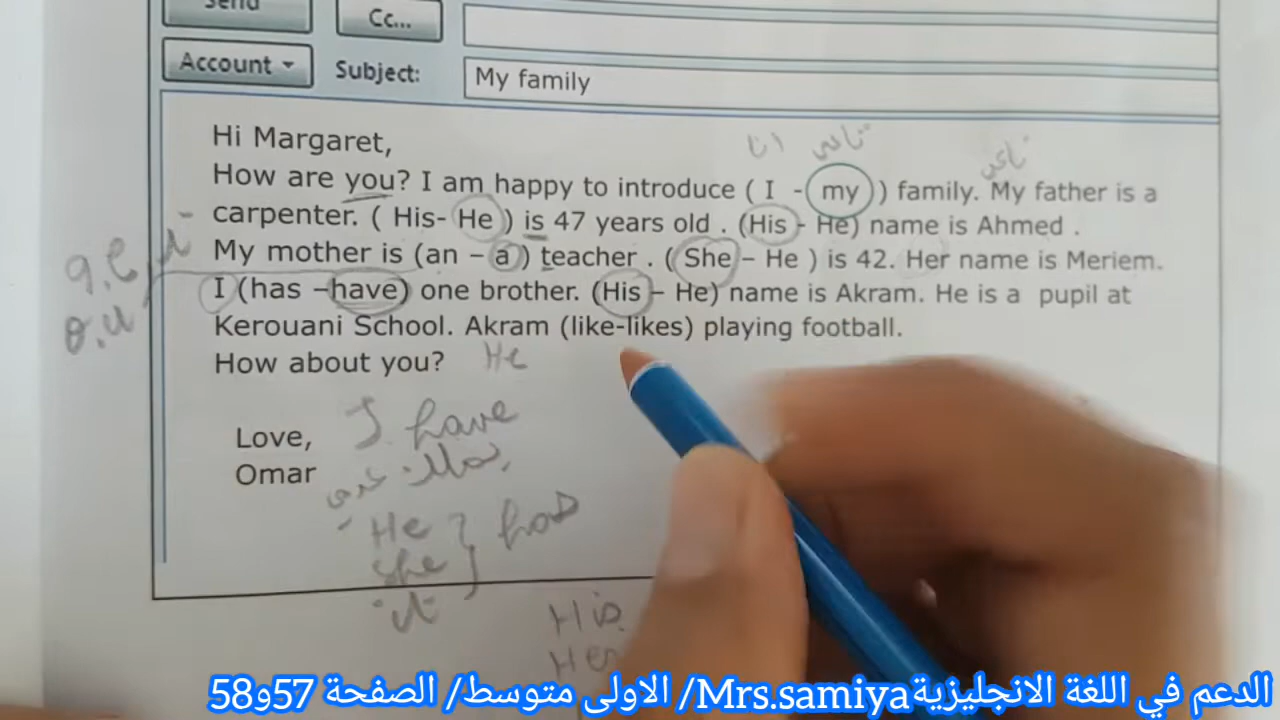 Send
Cc...
Account
Subject:
My family
Hi Margaret,
انا
How are you? I am happy to introduce ( I - my ) family. My father is a
carpenter. ( His- He ) is 47 years old . (His - He) name is Ahmed .
My mother is (an – a ) teacher . ( She – He ) is 42. Her name is Meriem.
I (has –have) one brother. (His – He) name is Akram. He is a pupil at
Kerouani School. Akram (like-likes) playing football.
How about you?
He
Love,
Omar
I have
He
She
it
has
His
Her
الدعم في اللغة الانجليزيةMrs.samiya/ الاولى متوسط/ الصفحة 57و58